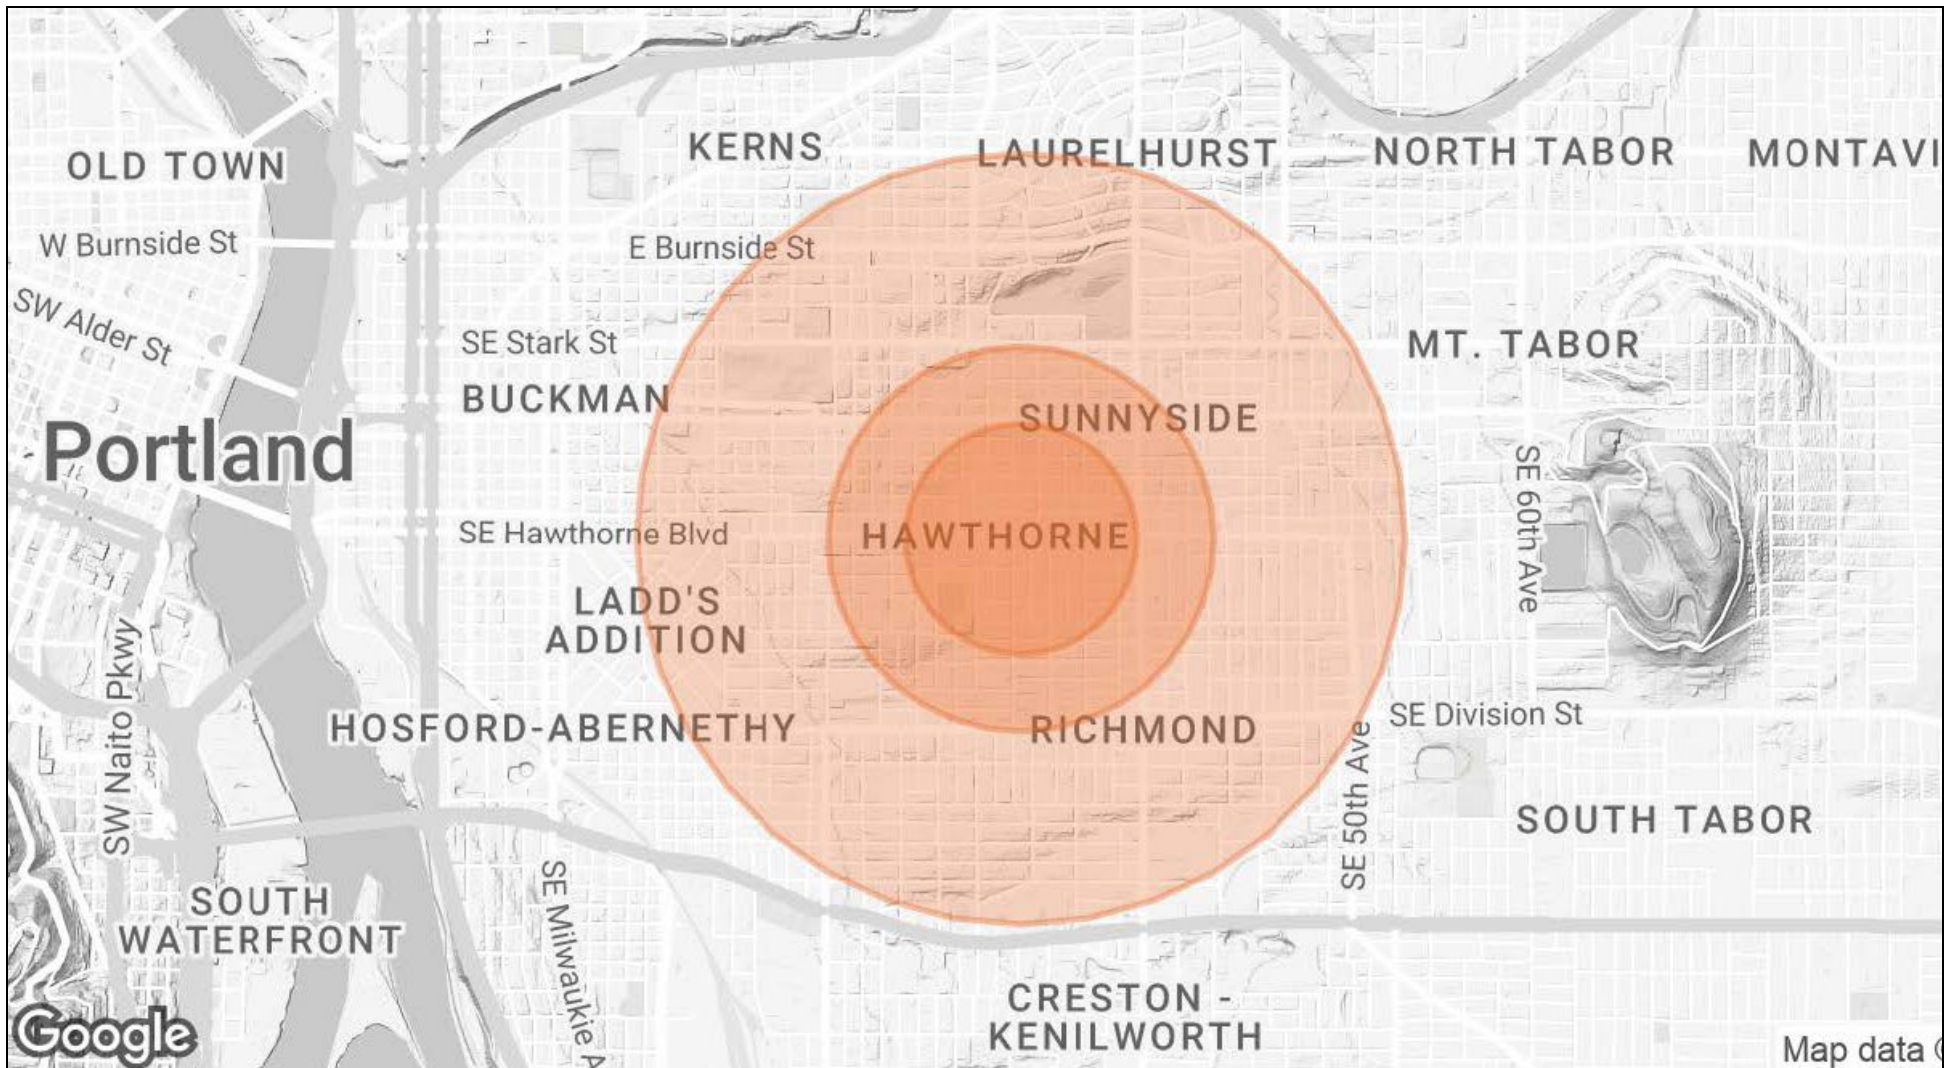 KERNS
LAURELHURST
NORTH TABOR
MONTAVI
OLD TOWN
W Burnside St
E Burnside St
SW Alder St
SE Stark St
MT. TABOR
BUCKMAN
SUNNYSIDE
Portland
SE 60th Ave
SE Hawthorne Blvd
HAWTHORNE
LADD'S
ADDITION
SW Naito Pkwy
HOSFORD-ABERNETHY
RICHMOND
SE Division St
SE 50th Ave
SOUTH TABOR
SE Milwaukie A
SOUTH
WATERFRONT
CRESTON -
KENILWORTH
Google
Map data ©